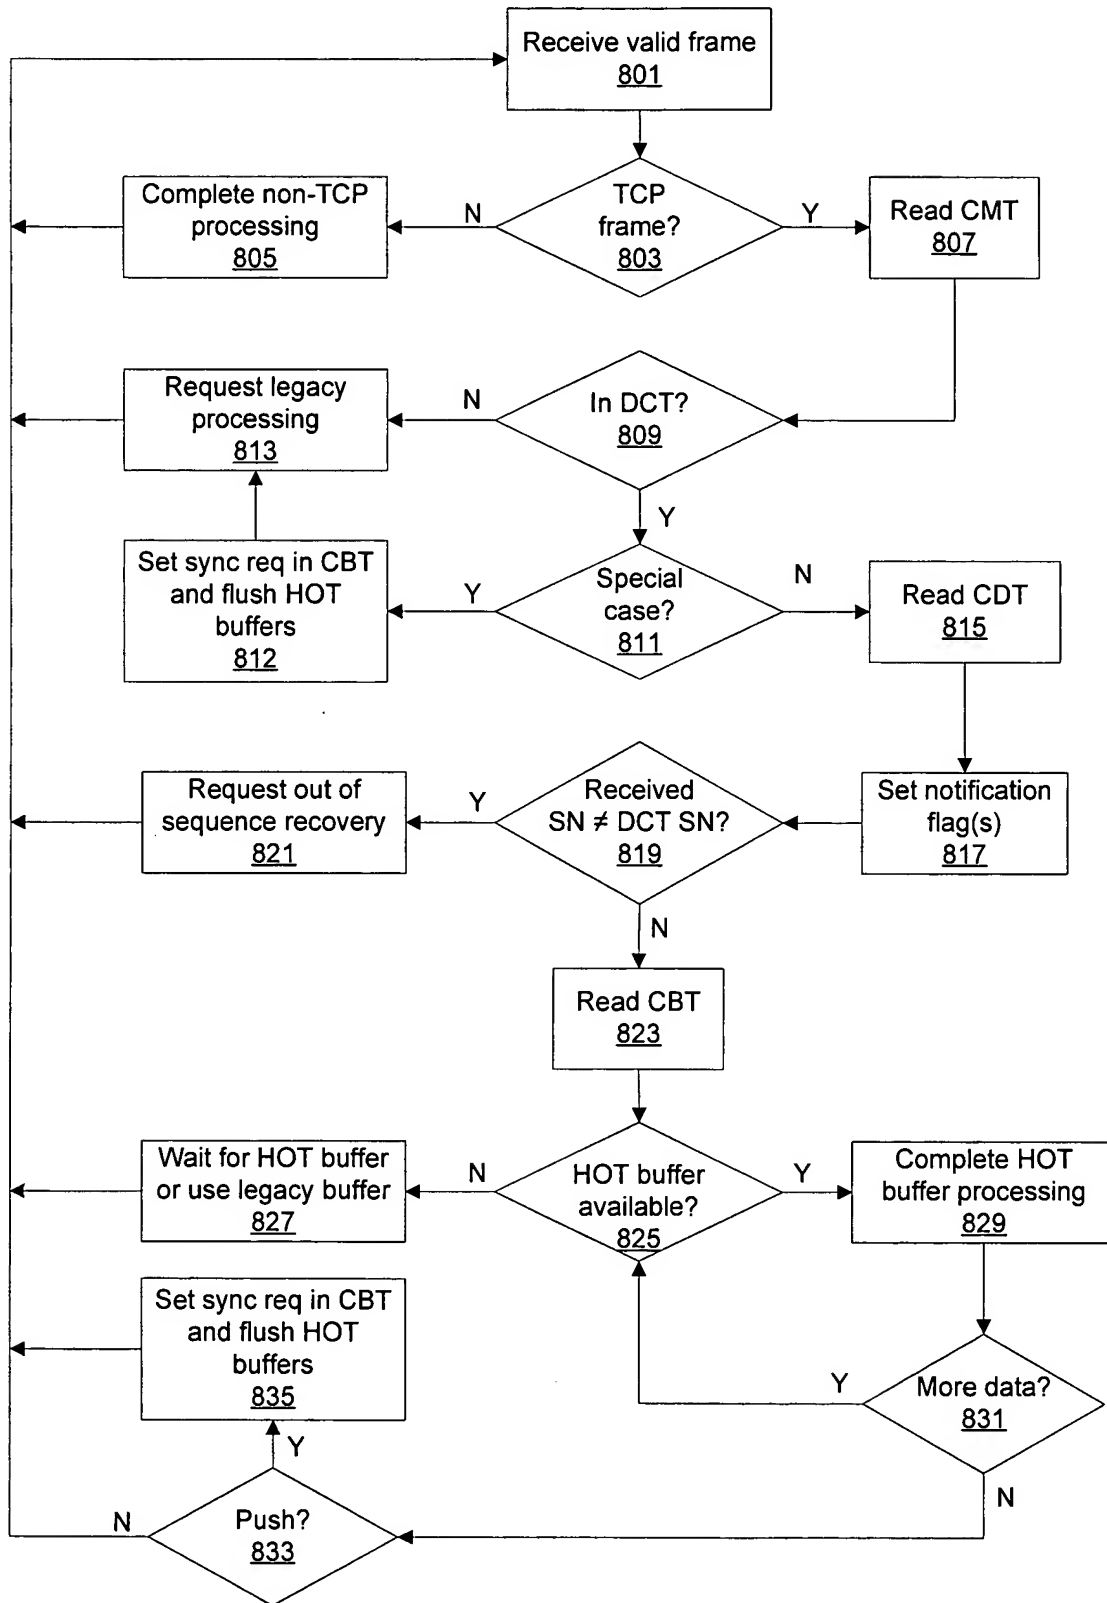 Receive valid frame
801
Complete non-TCP
processing
805
N
TCP
frame?
803
Y
Read CMT
807
Request legacy
processing
813
N
In DCT?
809
Y
Set sync req in CBT
and flush HOT
buffers
812
Y
Special
case?
811
N
Read CDT
815
Request out of
sequence recovery
821
Y
Received
SN ≠ DCT SN?
819
Set notification
flag(s)
817
N
Read CBT
823
Wait for HOT buffer
or use legacy buffer
827
N
HOT buffer
available?
825
Y
Complete HOT
buffer processing
829
Set sync req in CBT
and flush HOT
buffers
835
Y
More data?
831
Y
N
N
Push?
833